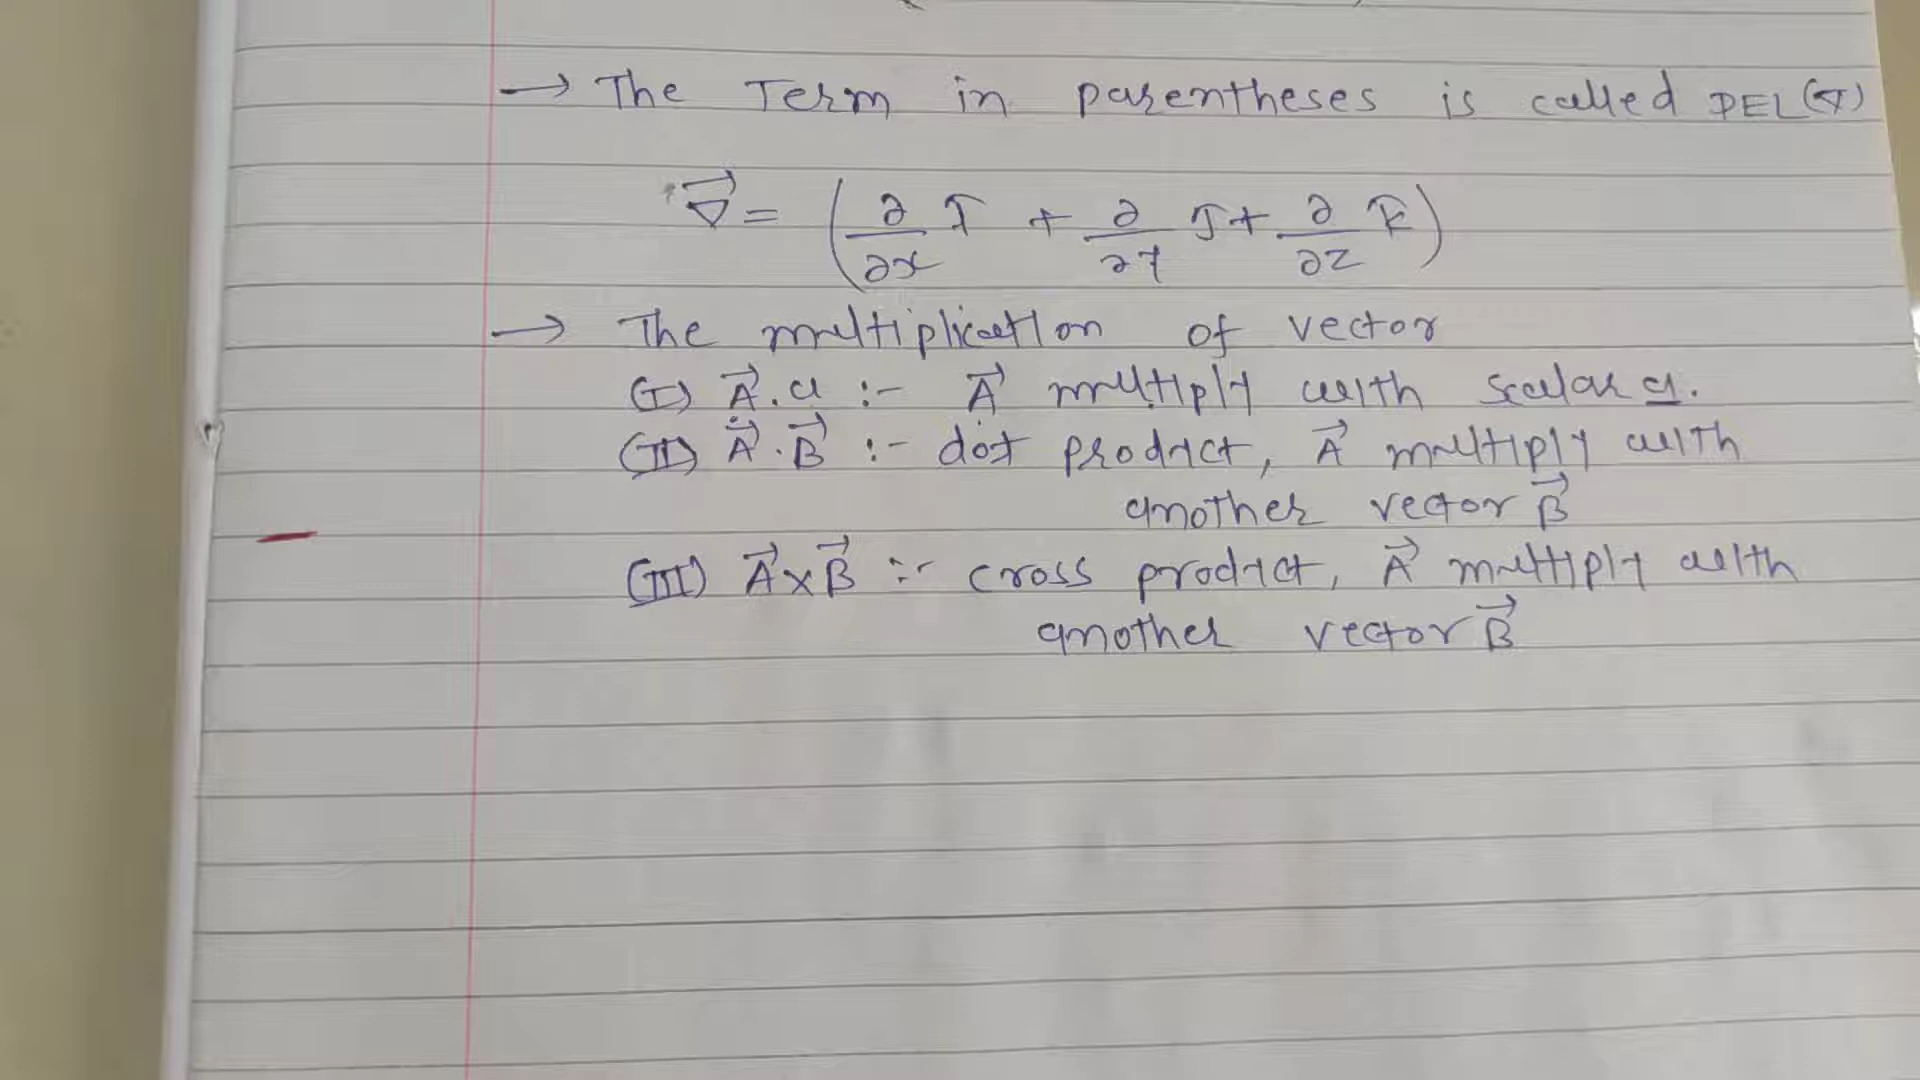 → The Term in parentheses is called DEL(∇)
∇⃗ = (∂/∂x î + ∂/∂y ĵ + ∂/∂z k̂)
→ The multiplication of vector
(I) A⃗.a :- A⃗ multiply with scalar a.
(II) A⃗.B⃗ :- dot product, A⃗ multiply with
another vector B⃗
(III) A⃗xB⃗ :- cross product, A⃗ multiply with
another vector B⃗